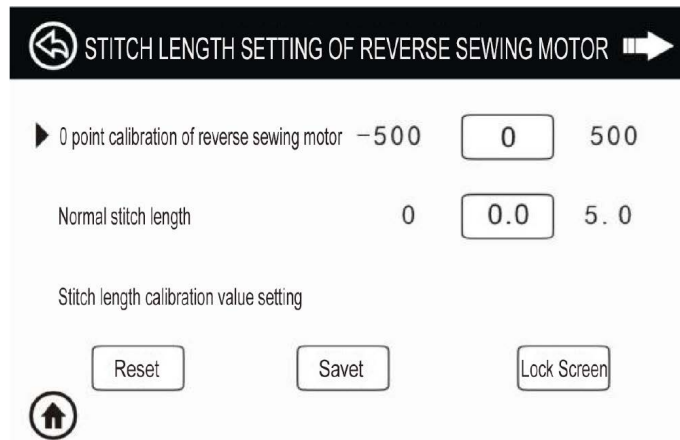 STITCH LENGTH SETTING OF REVERSE SEWING MOTOR
0 point calibration of reverse sewing motor -500 0 500
Normal stitch length 0 0.0 5.0
Stitch length calibration value setting
Reset Savet Lock Screen